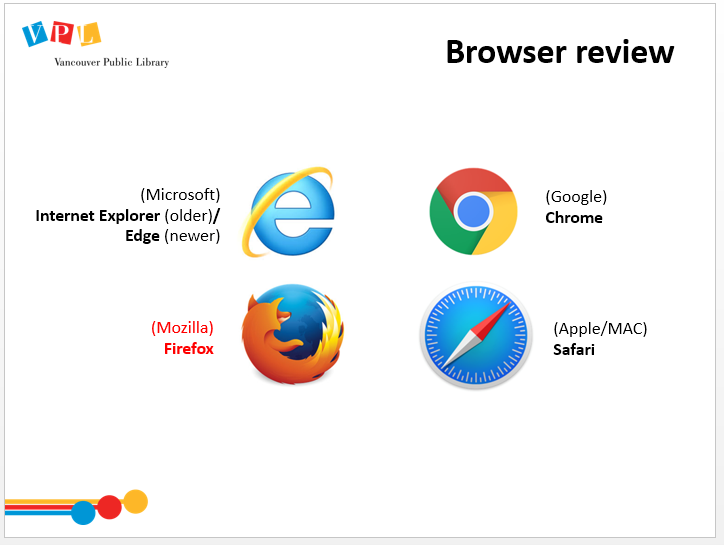 VPL
Vancouver Public Library
Browser review
(Microsoft)
Internet Explorer (older)/
Edge (newer)
(Google)
Chrome
(Mozilla)
Firefox
(Apple/MAC)
Safari